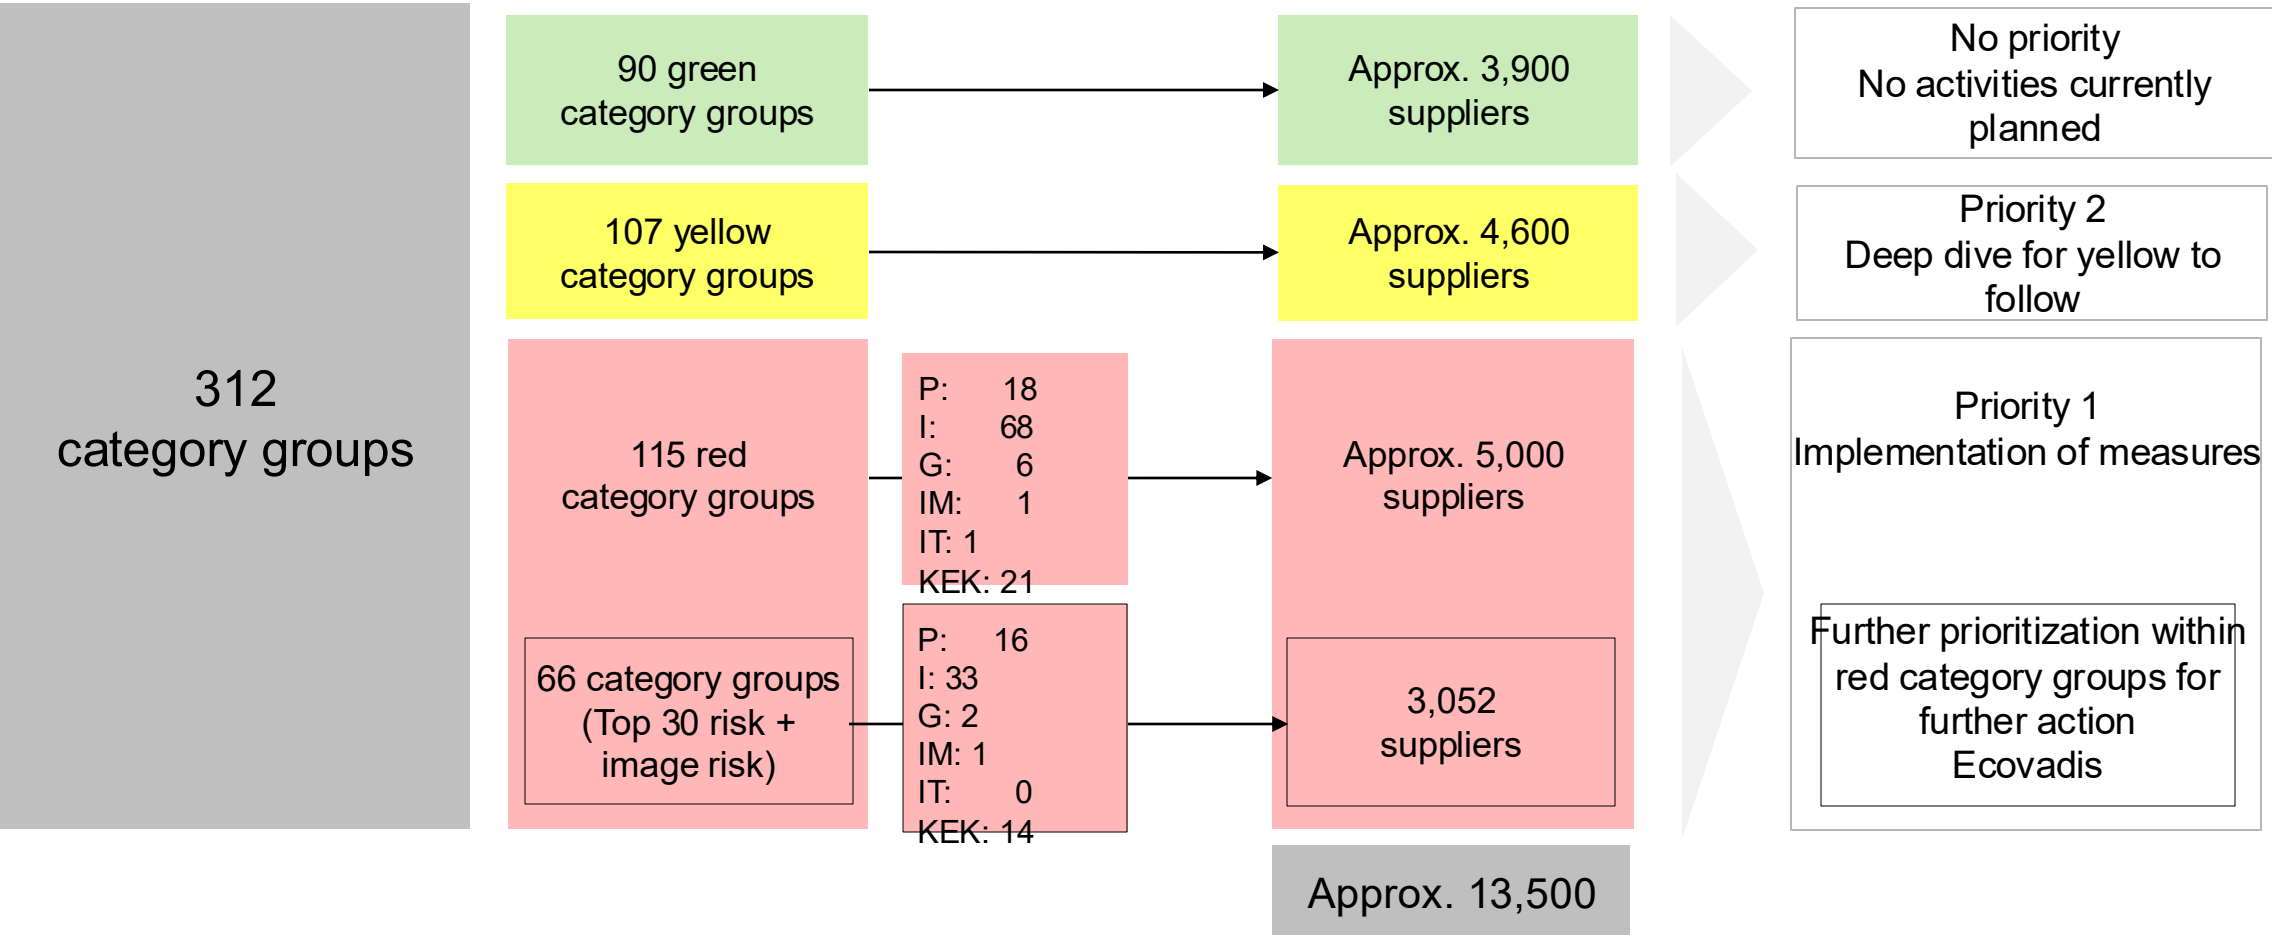 312
category groups
90 green
category groups
Approx. 3,900
suppliers
No priority
No activities currently
planned
107 yellow
category groups
Approx. 4,600
suppliers
Priority 2
Deep dive for yellow to
follow
115 red
category groups
P: 18
I: 68
G: 6
IM: 1
IT: 1
KEK: 21
Approx. 5,000
suppliers
Priority 1
Implementation of measures
66 category groups
(Top 30 risk +
image risk)
P: 16
I: 33
G: 2
IM: 1
IT: 0
KEK: 14
3,052
suppliers
Further prioritization within
red category groups for
further action
Ecovadis
Approx. 13,500